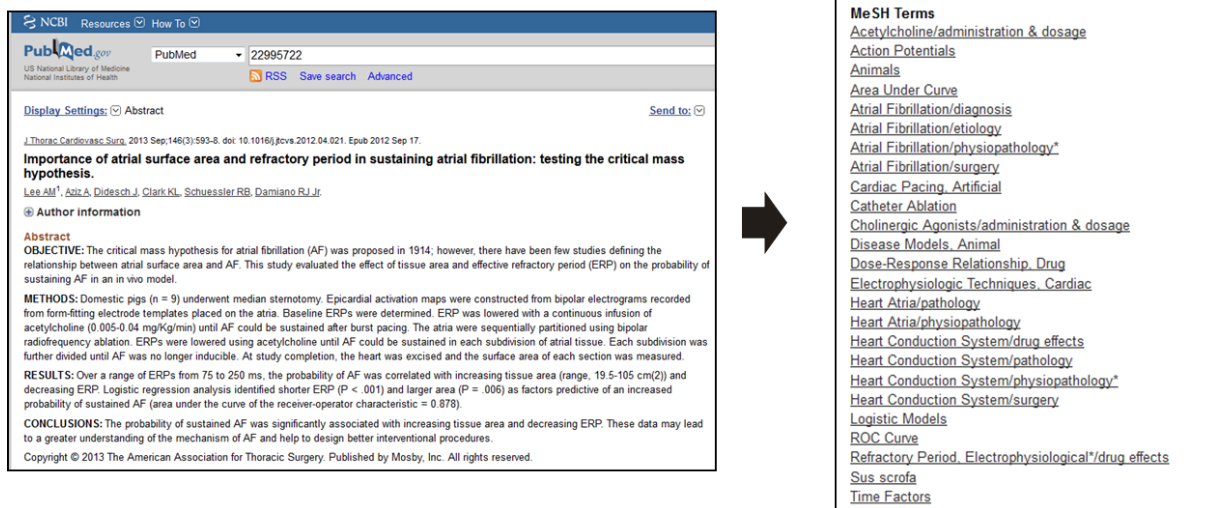 NCBI Resources How To
PubMed.gov
US National Library of Medicine
National Institutes of Health
PubMed
22995722
RSS Save search Advanced
Display Settings: Abstract
Send to:
J Thorac Cardiovasc Surg. 2013 Sep;146(3):593-8. doi: 10.1016/j.jtcvs.2012.04.021. Epub 2012 Sep 17.
Importance of atrial surface area and refractory period in sustaining atrial fibrillation: testing the critical mass
hypothesis.
Lee AM1, Aziz A, Didesch J, Clark KL, Schuessler RB, Damiano RJ Jr.
Author information
Abstract
OBJECTIVE: The critical mass hypothesis for atrial fibrillation (AF) was proposed in 1914; however, there have been few studies defining the
relationship between atrial surface area and AF. This study evaluated the effect of tissue area and effective refractory period (ERP) on the probability of
sustaining AF in an in vivo model.
METHODS: Domestic pigs (n = 9) underwent median sternotomy. Epicardial activation maps were constructed from bipolar electrograms recorded
from form-fitting electrode templates placed on the atria. Baseline ERPs were determined. ERP was lowered with a continuous infusion of
acetylcholine (0.005-0.04 mg/Kg/min) until AF could be sustained after burst pacing. The atria were sequentially partitioned using bipolar
radiofrequency ablation. ERPs were lowered using acetylcholine until AF could be sustained in each subdivision of atrial tissue. Each subdivision was
further divided until AF was no longer inducible. At study completion, the heart was excised and the surface area of each section was measured.
RESULTS: Over a range of ERPs from 75 to 250 ms, the probability of AF was correlated with increasing tissue area (range, 19.5-105 cm(2)) and
decreasing ERP. Logistic regression analysis identified shorter ERP (P < .001) and larger area (P = .006) as factors predictive of an increased
probability of sustained AF (area under the curve of the receiver-operator characteristic = 0.878).
CONCLUSIONS: The probability of sustained AF was significantly associated with increasing tissue area and decreasing ERP. These data may lead
to a greater understanding of the mechanism of AF and help to design better interventional procedures.
Copyright © 2013 The American Association for Thoracic Surgery. Published by Mosby, Inc. All rights reserved.
MeSH Terms
Acetylcholine/administration & dosage
Action Potentials
Animals
Area Under Curve
Atrial Fibrillation/diagnosis
Atrial Fibrillation/etiology
Atrial Fibrillation/physiopathology*
Atrial Fibrillation/surgery
Cardiac Pacing, Artificial
Catheter Ablation
Cholinergic Agonists/administration & dosage
Disease Models, Animal
Dose-Response Relationship, Drug
Electrophysiologic Techniques, Cardiac
Heart Atria/pathology
Heart Atria/physiopathology
Heart Conduction System/drug effects
Heart Conduction System/pathology
Heart Conduction System/physiopathology*
Heart Conduction System/surgery
Logistic Models
ROC Curve
Refractory Period, Electrophysiological*/drug effects
Sus scrofa
Time Factors